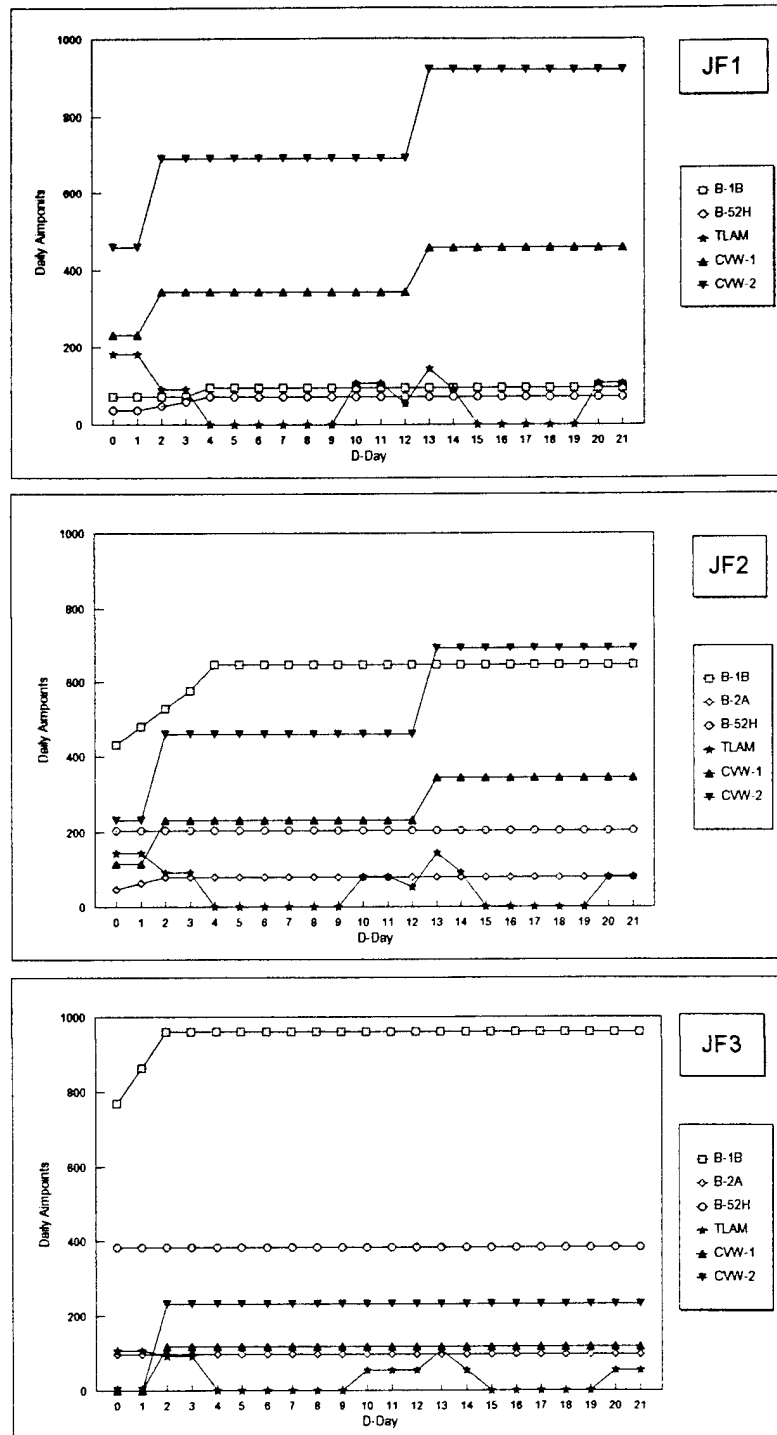 JF1
1000
800
600
400
200
0
Daily Aimpoints
0 1 2 3 4 5 6 7 8 9 10 11 12 13 14 15 16 17 18 19 20 21
D-Day
B-1B
B-52H
TLAM
CVW-1
CVW-2
JF2
1000
800
600
400
200
0
Daily Aimpoints
0 1 2 3 4 5 6 7 8 9 10 11 12 13 14 15 16 17 18 19 20 21
D-Day
B-1B
B-2A
B-52H
TLAM
CVW-1
CVW-2
JF3
1000
800
600
400
200
0
Daily Aimpoints
0 1 2 3 4 5 6 7 8 9 10 11 12 13 14 15 16 17 18 19 20 21
D-Day
B-1B
B-2A
B-52H
TLAM
CVW-1
CVW-2